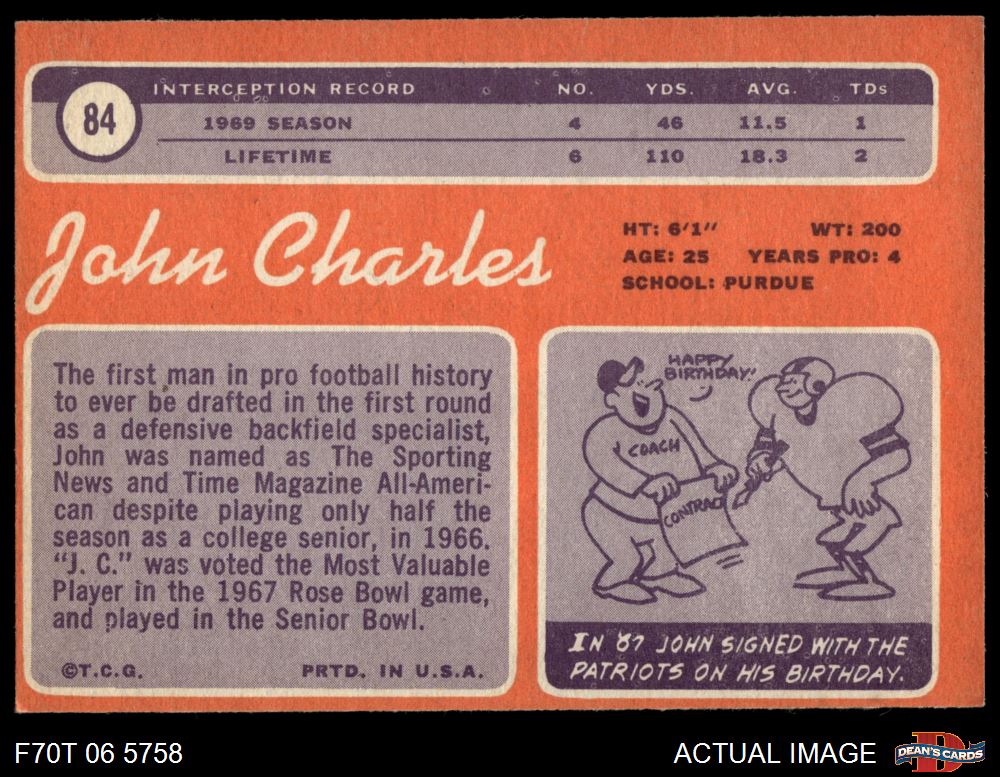 84
INTERCEPTION RECORD NO. YDS. AVG. TDs
1969 SEASON 4 46 11.5 1
LIFETIME 6 110 18.3 2
John Charles
HT: 6'1" WT: 200
AGE: 25 YEARS PRO: 4
SCHOOL: PURDUE
The first man in pro football history
to ever be drafted in the first round
as a defensive backfield specialist,
John was named as The Sporting
News and Time Magazine All-Ameri-
can despite playing only half the
season as a college senior, in 1966.
"J. C." was voted the Most Valuable
Player in the 1967 Rose Bowl game,
and played in the Senior Bowl.
©T.C.G. PRTD. IN U.S.A.
HAPPY
BIRTHDAY!
COACH
CONTRACT
IN '67 JOHN SIGNED WITH THE
PATRIOTS ON HIS BIRTHDAY.
F70T 06 5758 ACTUAL IMAGE
DEAN'S CARDS